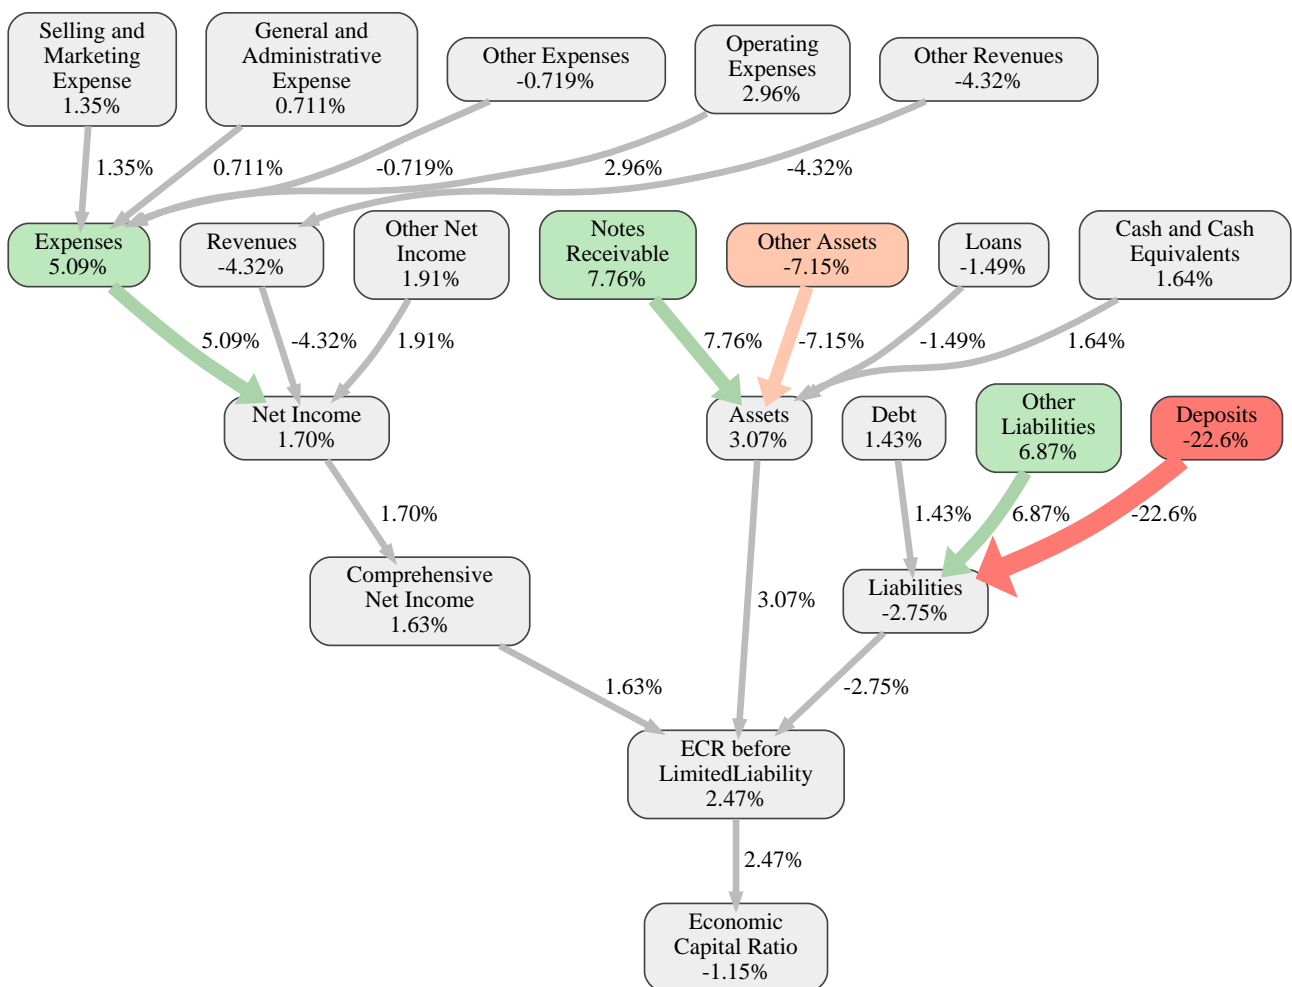 Selling and
Marketing
Expense
1.35%
General and
Administrative
Expense
0.711%
Other Expenses
-0.719%
Operating
Expenses
2.96%
Other Revenues
-4.32%
1.35%
0.711%
-0.719%
2.96%
-4.32%
Expenses
5.09%
Revenues
-4.32%
Other Net
Income
1.91%
Notes
Receivable
7.76%
Other Assets
-7.15%
Loans
-1.49%
Cash and Cash
Equivalents
1.64%
5.09%
-4.32%
1.91%
7.76%
-7.15%
-1.49%
1.64%
Net Income
1.70%
Assets
3.07%
Debt
1.43%
Other
Liabilities
6.87%
Deposits
-22.6%
1.70%
1.43%
6.87%
-22.6%
Comprehensive
Net Income
1.63%
3.07%
Liabilities
-2.75%
1.63%
-2.75%
ECR before
LimitedLiability
2.47%
2.47%
Economic
Capital Ratio
-1.15%